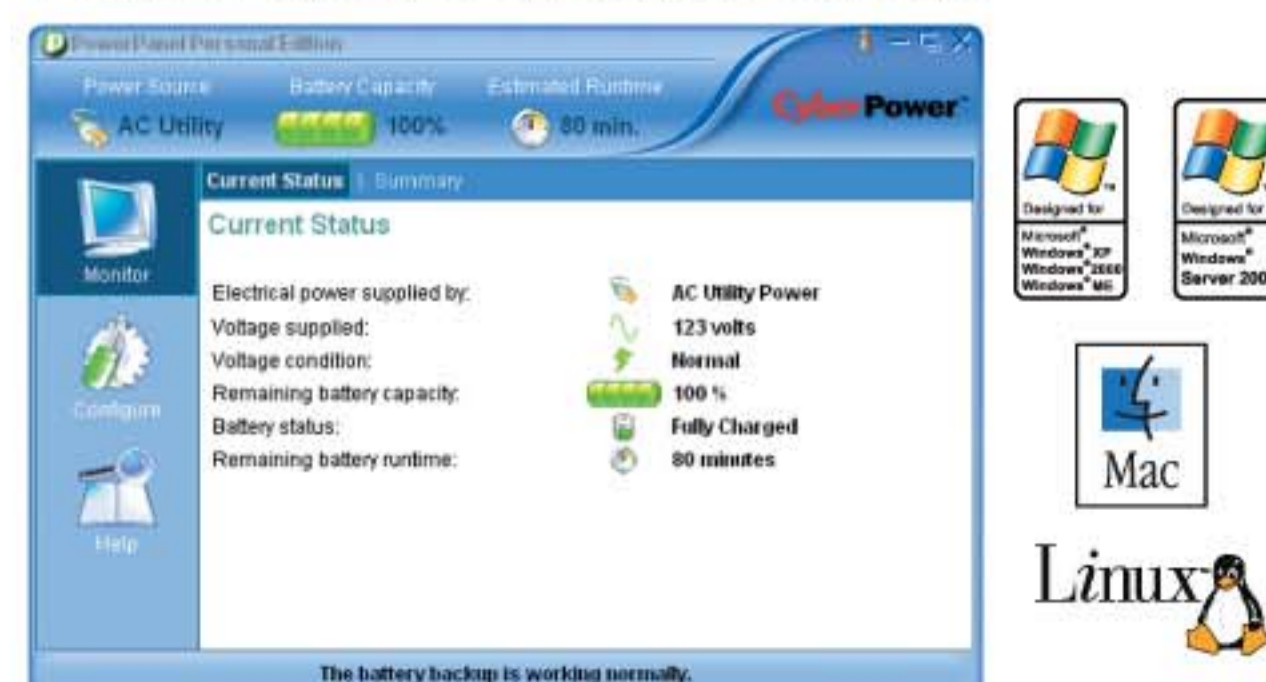 PowerPanel Personal Edition
Power Source Battery Capacity Estimated Runtime
AC Utility 100% 80 min.
CyberPower
Current Status | Summary
Current Status
Monitor
Configure
Help
Electrical power supplied by: AC Utility Power
Voltage supplied: 123 volts
Voltage condition: Normal
Remaining battery capacity: 100 %
Battery status: Fully Charged
Remaining battery runtime: 80 minutes
The battery backup is working normally.
Designed for
Microsoft®
Windows® XP
Windows® 2000
Windows® ME
Designed for
Microsoft®
Windows®
Server 200
Mac
Linux